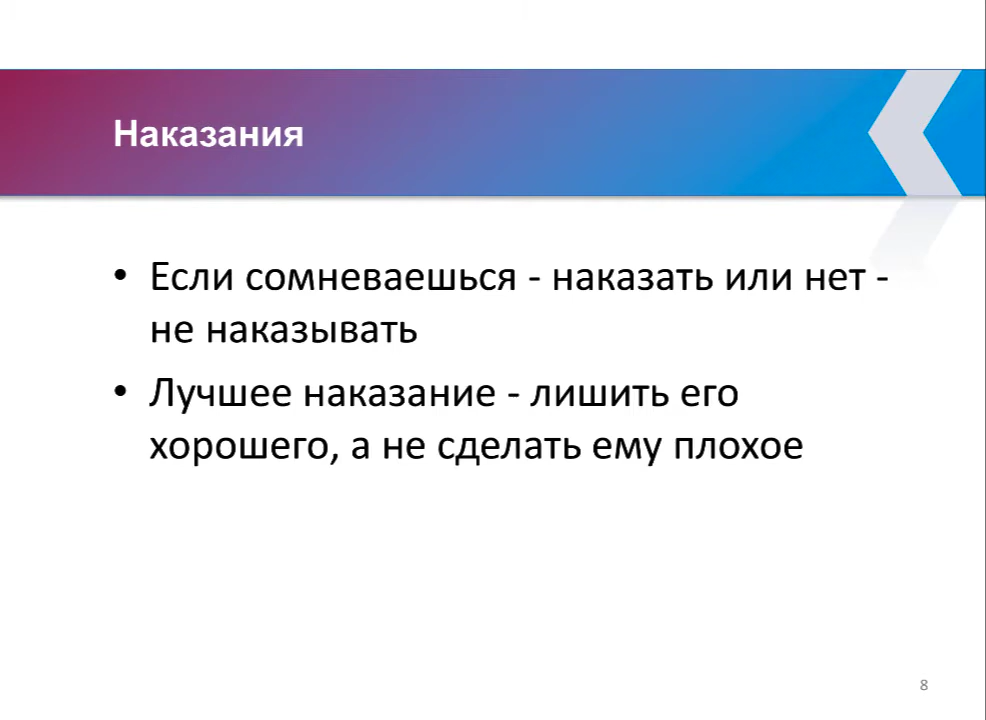 Наказания
• Если сомневаешься - наказать или нет -
не наказывать
• Лучшее наказание - лишить его
хорошего, а не сделать ему плохое
8